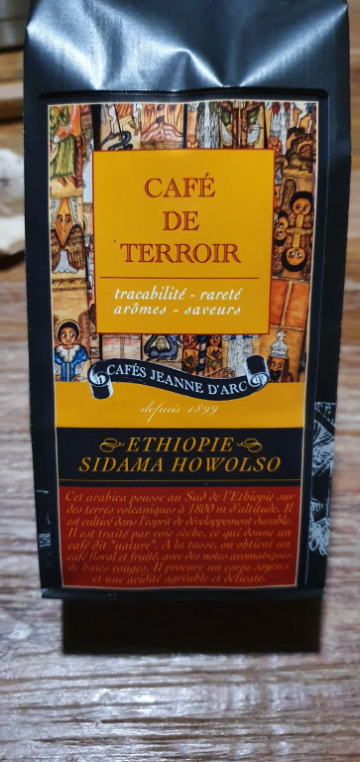 CAFÉ
DE
TERROIR
tracabilité - rareté
arômes - saveurs
CAFÉS JEANNE D'ARC
depuis 1899
ETHIOPIE
SIDAMA HOWOLSO
Cet arabica pousse au Sud de l'Ethiopie sur
des terres volcaniques à 1800 m d'altitude. Il
est cultivé dans l'esprit de développement durable.
Il est traité par voie sèche, ce qui donne un
café dit "nature". A la tasse, on obtient un
café floral et fruité, avec des notes aromatiques
de baies rouges. Il procure un corps soyeux
et une acidité agréable et délicate.